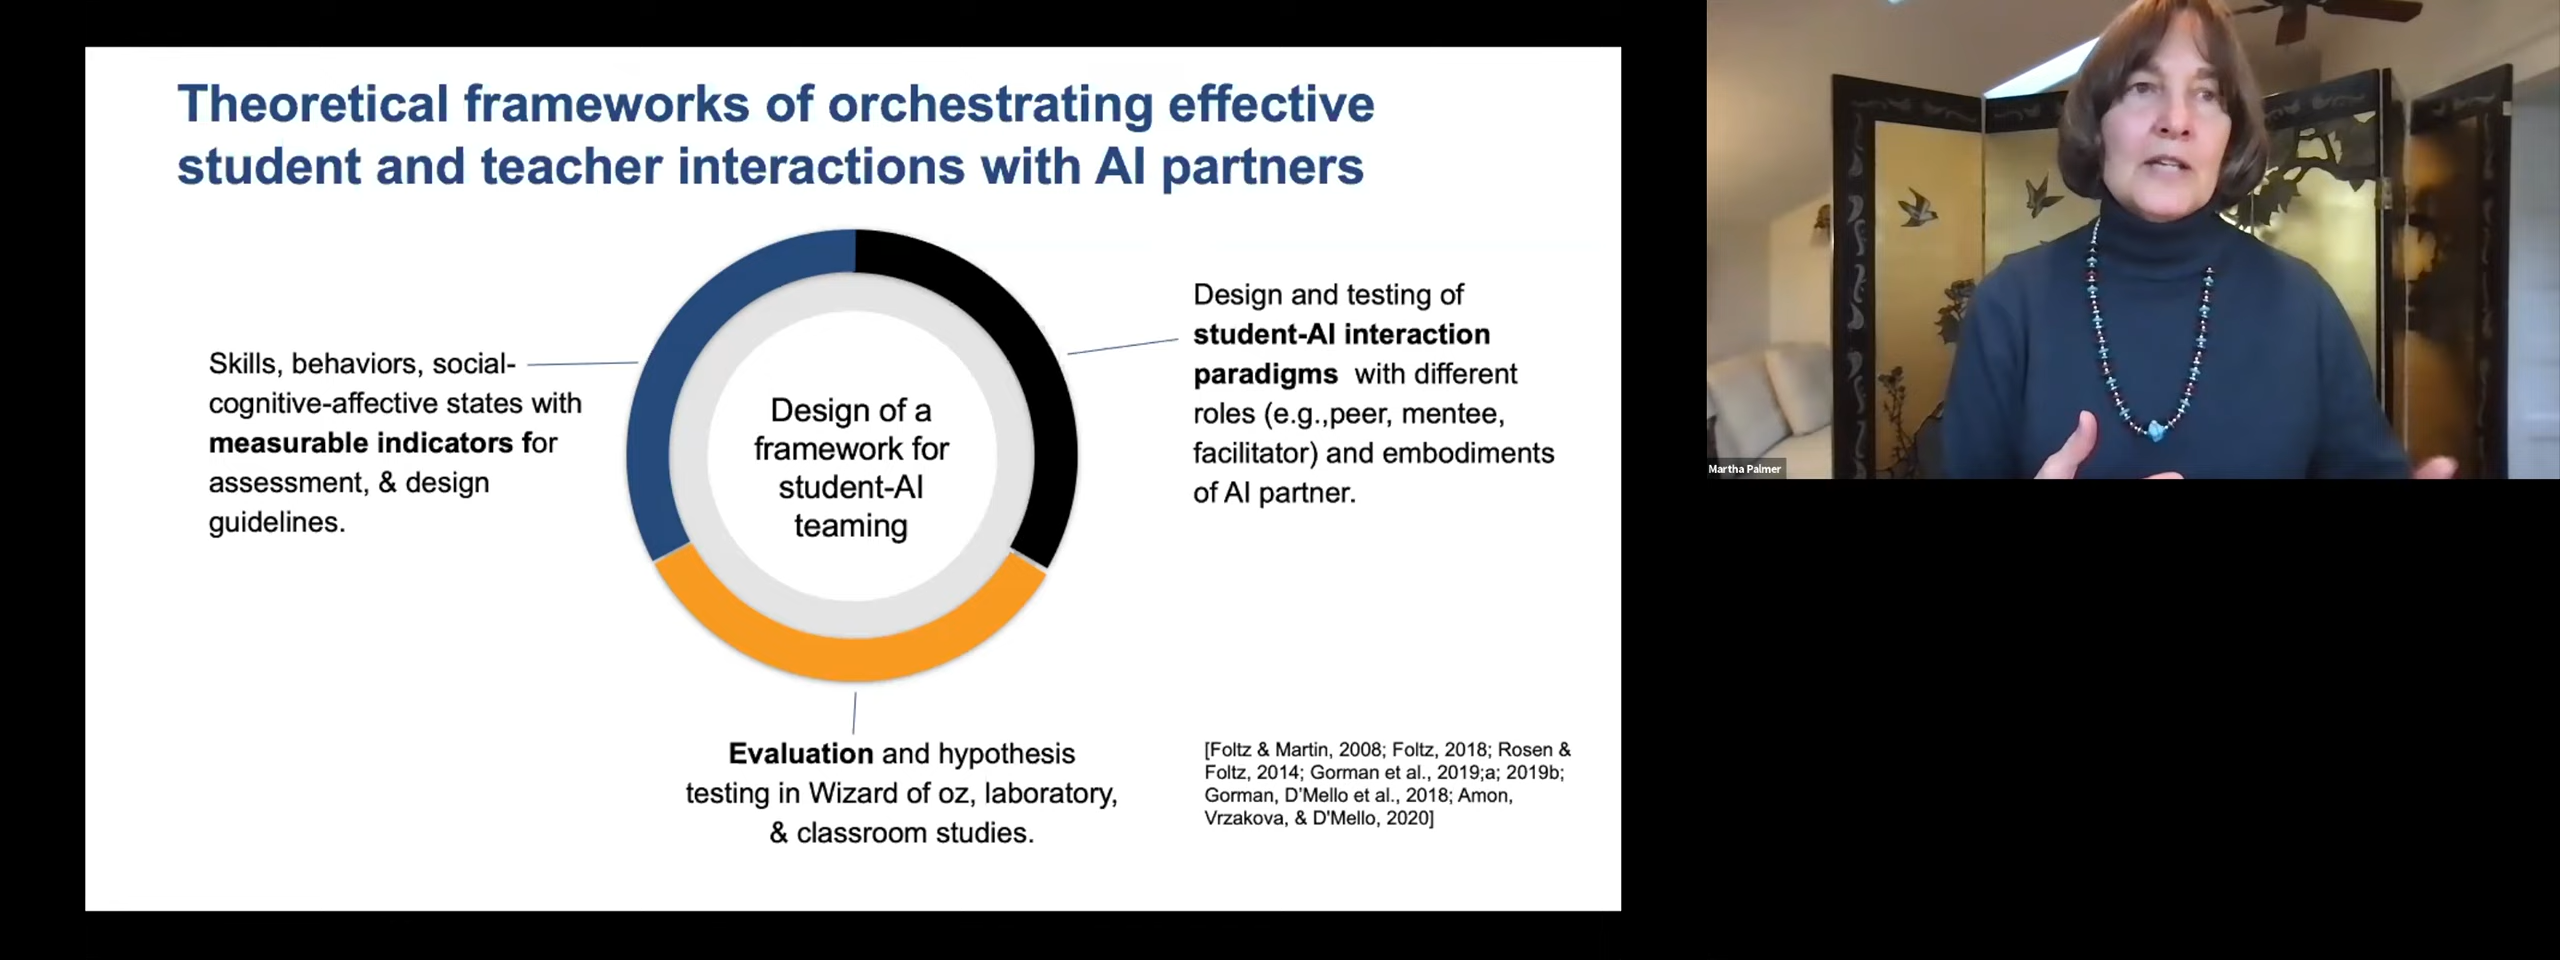 Theoretical frameworks of orchestrating effective
student and teacher interactions with AI partners
Skills, behaviors, social-
cognitive-affective states with
measurable indicators for
assessment, & design
guidelines.
Design of a
framework for
student-AI
teaming
Design and testing of
student-AI interaction
paradigms  with different
roles (e.g.,peer, mentee,
facilitator) and embodiments
of AI partner.
Evaluation and hypothesis
testing in Wizard of oz, laboratory,
& classroom studies.
[Foltz & Martin, 2008; Foltz, 2018; Rosen &
Foltz, 2014; Gorman et al., 2019;a; 2019b;
Gorman, D'Mello et al., 2018; Amon,
Vrzakova, & D'Mello, 2020]
Martha Palmer